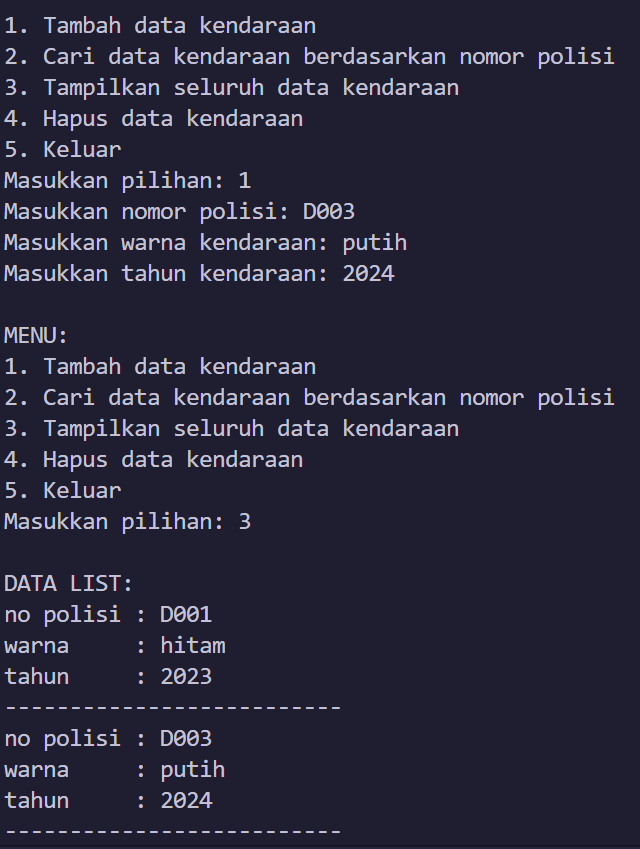 1. Tambah data kendaraan
2. Cari data kendaraan berdasarkan nomor polisi
3. Tampilkan seluruh data kendaraan
4. Hapus data kendaraan
5. Keluar
Masukkan pilihan: 1
Masukkan nomor polisi: D003
Masukkan warna kendaraan: putih
Masukkan tahun kendaraan: 2024

MENU:
1. Tambah data kendaraan
2. Cari data kendaraan berdasarkan nomor polisi
3. Tampilkan seluruh data kendaraan
4. Hapus data kendaraan
5. Keluar
Masukkan pilihan: 3

DATA LIST:
no polisi : D001
warna     : hitam
tahun     : 2023
--------------------------
no polisi : D003
warna     : putih
tahun     : 2024
--------------------------